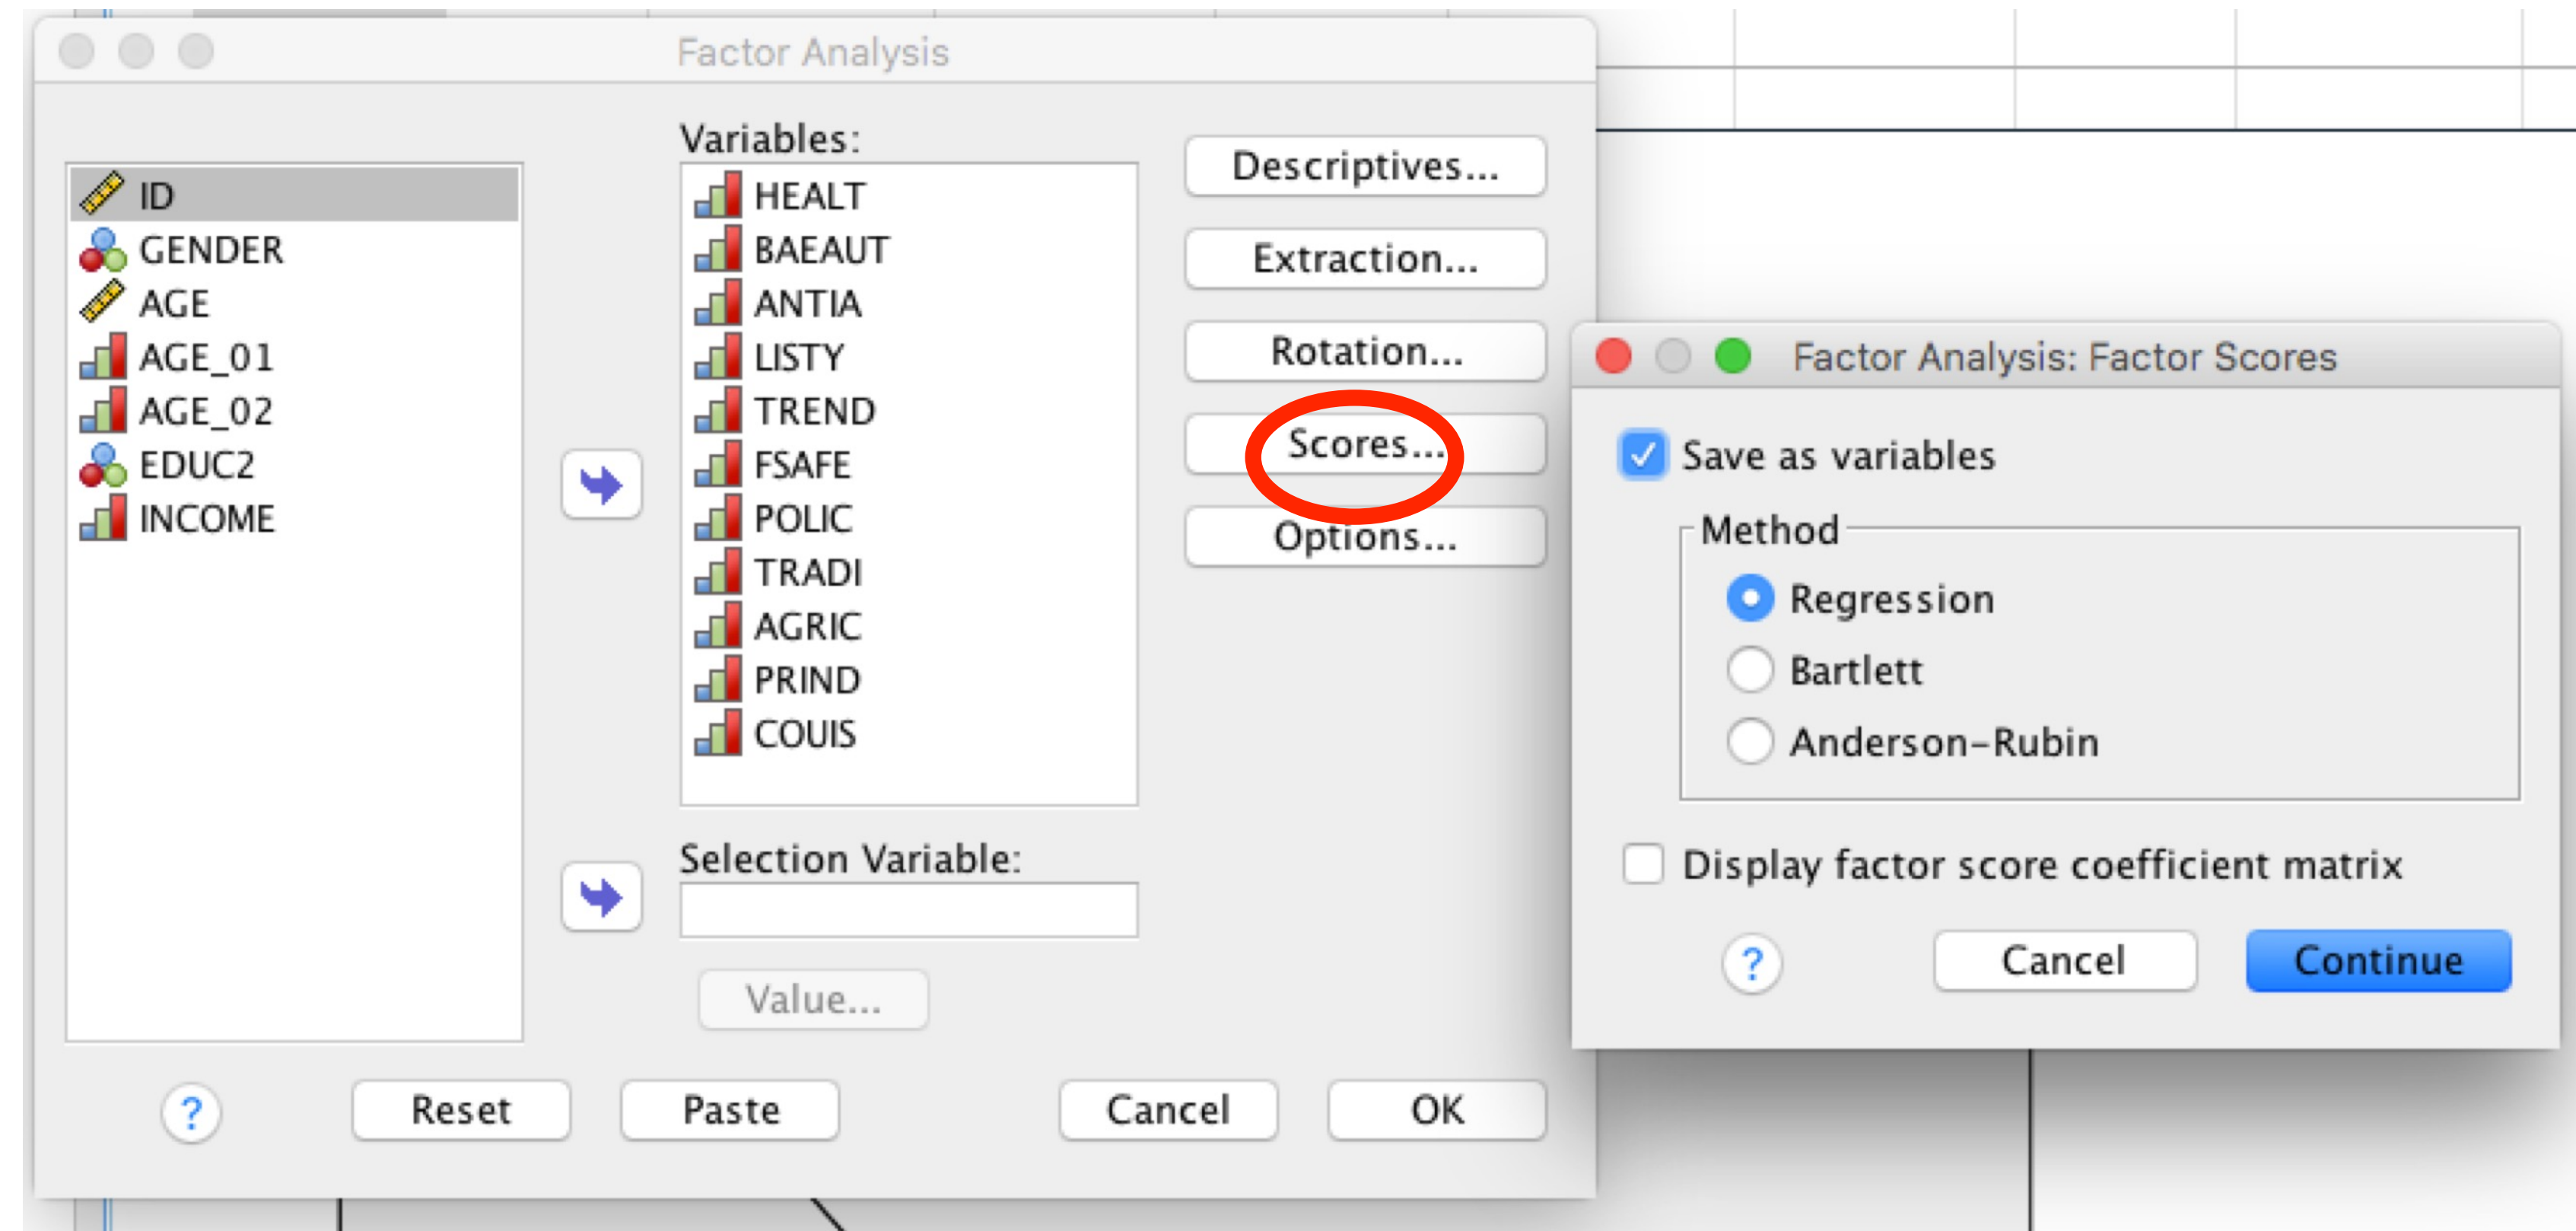 Factor Analysis
ID
GENDER
AGE
AGE_01
AGE_02
EDUC2
INCOME
Variables:
HEALT
BAEAUT
ANTIA
LISTY
TREND
FSAFE
POLIC
TRADI
AGRIC
PRIND
COUIS
Selection Variable:
Value...
Descriptives...
Extraction...
Rotation...
Scores...
Options...
?
Reset
Paste
Cancel
OK
Factor Analysis: Factor Scores
Save as variables
Method
Regression
Bartlett
Anderson-Rubin
Display factor score coefficient matrix
?
Cancel
Continue